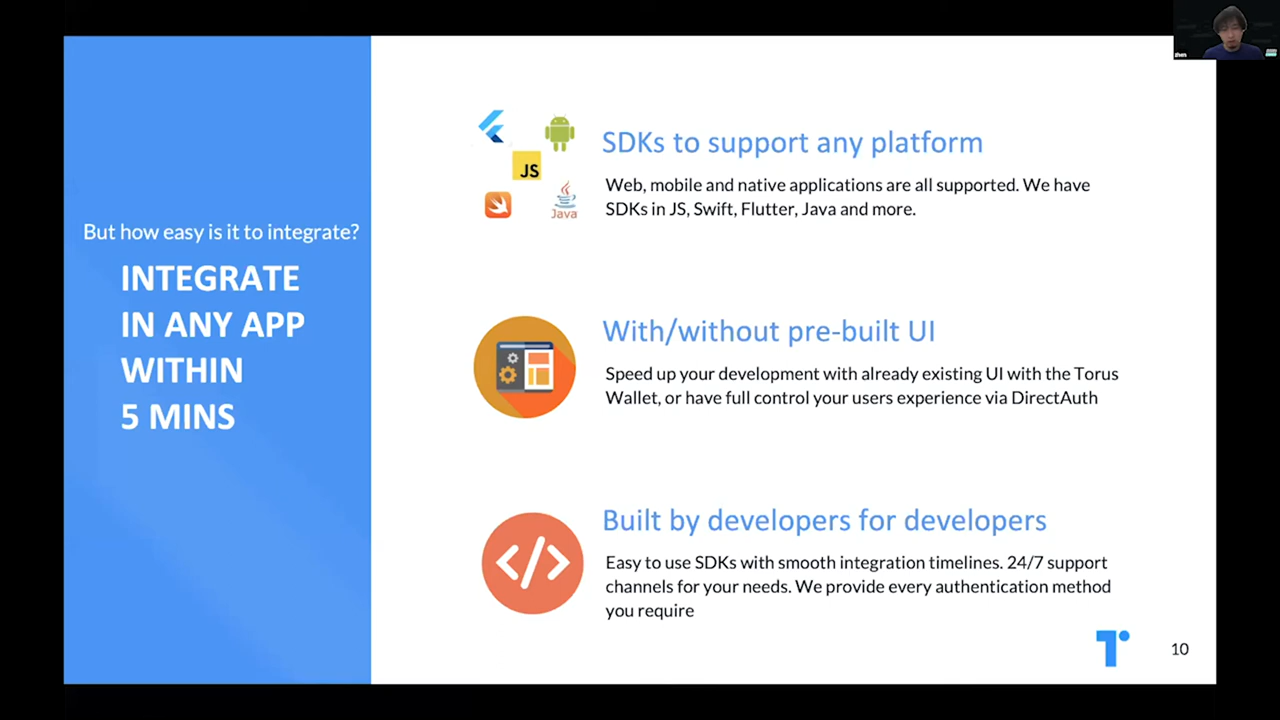 But how easy is it to integrate?
INTEGRATE
IN ANY APP
WITHIN
5 MINS
JS
Java
SDKs to support any platform
Web, mobile and native applications are all supported. We have
SDKs in JS, Swift, Flutter, Java and more.
With/without pre-built UI
Speed up your development with already existing UI with the Torus
Wallet, or have full control your users experience via DirectAuth
</>
Built by developers for developers
Easy to use SDKs with smooth integration timelines. 24/7 support
channels for your needs. We provide every authentication method
you require
10